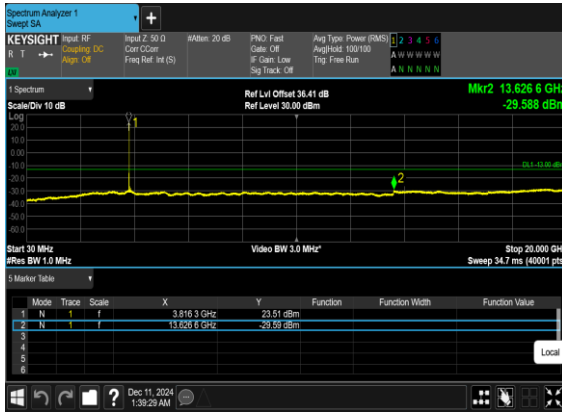 Spectrum Analyzer 1
Swept SA
+
KEYSIGHT Input: RF Input Z: 50 Ω #Atten: 20 dB PNO: Fast Avg Type: Power (RMS) 1 2 3 4 5 6
R T Coupling: DC Corr CCorr Gate: Off Avg|Hold: 100/100 A W W W W W
Align: Off Freq Ref: Int (S) IF Gain: Low Trig: Free Run
LXI Sig Track: Off A N N N N N
1 Spectrum Ref Lvl Offset 36.41 dB Mkr2 13.626 6 GHz
Scale/Div 10 dB Ref Level 30.00 dBm -29.588 dBm
Log
1
20.0
10.0
0.00
-10.0 DL1 -13.00 dBm
-20.0 2
-30.0
-40.0
-50.0
-60.0
Start 30 MHz Video BW 3.0 MHz* Stop 20.000 GHz
#Res BW 1.0 MHz Sweep 34.7 ms (40001 pts)
5 Marker Table
Mode Trace Scale X Y Function Function Width Function Value
1 N 1 f 3.816 3 GHz 23.51 dBm
2 N 1 f 13.626 6 GHz -29.59 dBm
3
4
5
6
Local
? Dec 11, 2024
1:39:29 AM